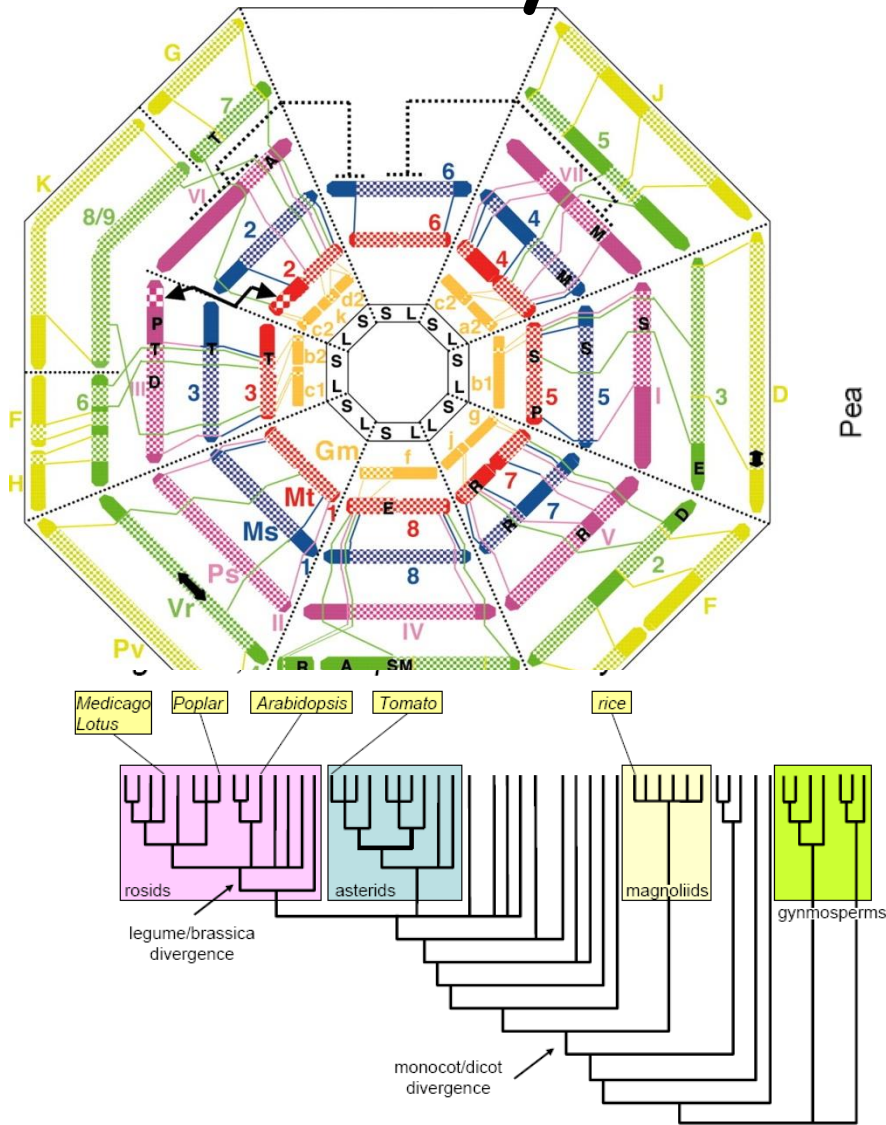 G
J
7
T
A
K
5
VI
VII
6
8/9
2
4
M
6
2
4
M
d2
k
c2
c2
a2
S
L
S
S
L
L
S
S
L
L
S
S
L
L
S
S
L
P
T
D
III
T
3
T
3
b2
c1
b1
S
P
5
S
5
S
I
3
E
D
Pea
F
6
H
g
j
f
Gm
Mt
1
E
8
R
7
R
7
R
V
D
2
F
Ms
1
8
Ps
II
IV
Vr
Pv
R
A
SM
Medicago
Lotus
Poplar
Arabidopsis
Tomato
rice
rosids
asterids
magnoliids
gynmosperms
legume/brassica
divergence
monocot/dicot
divergence